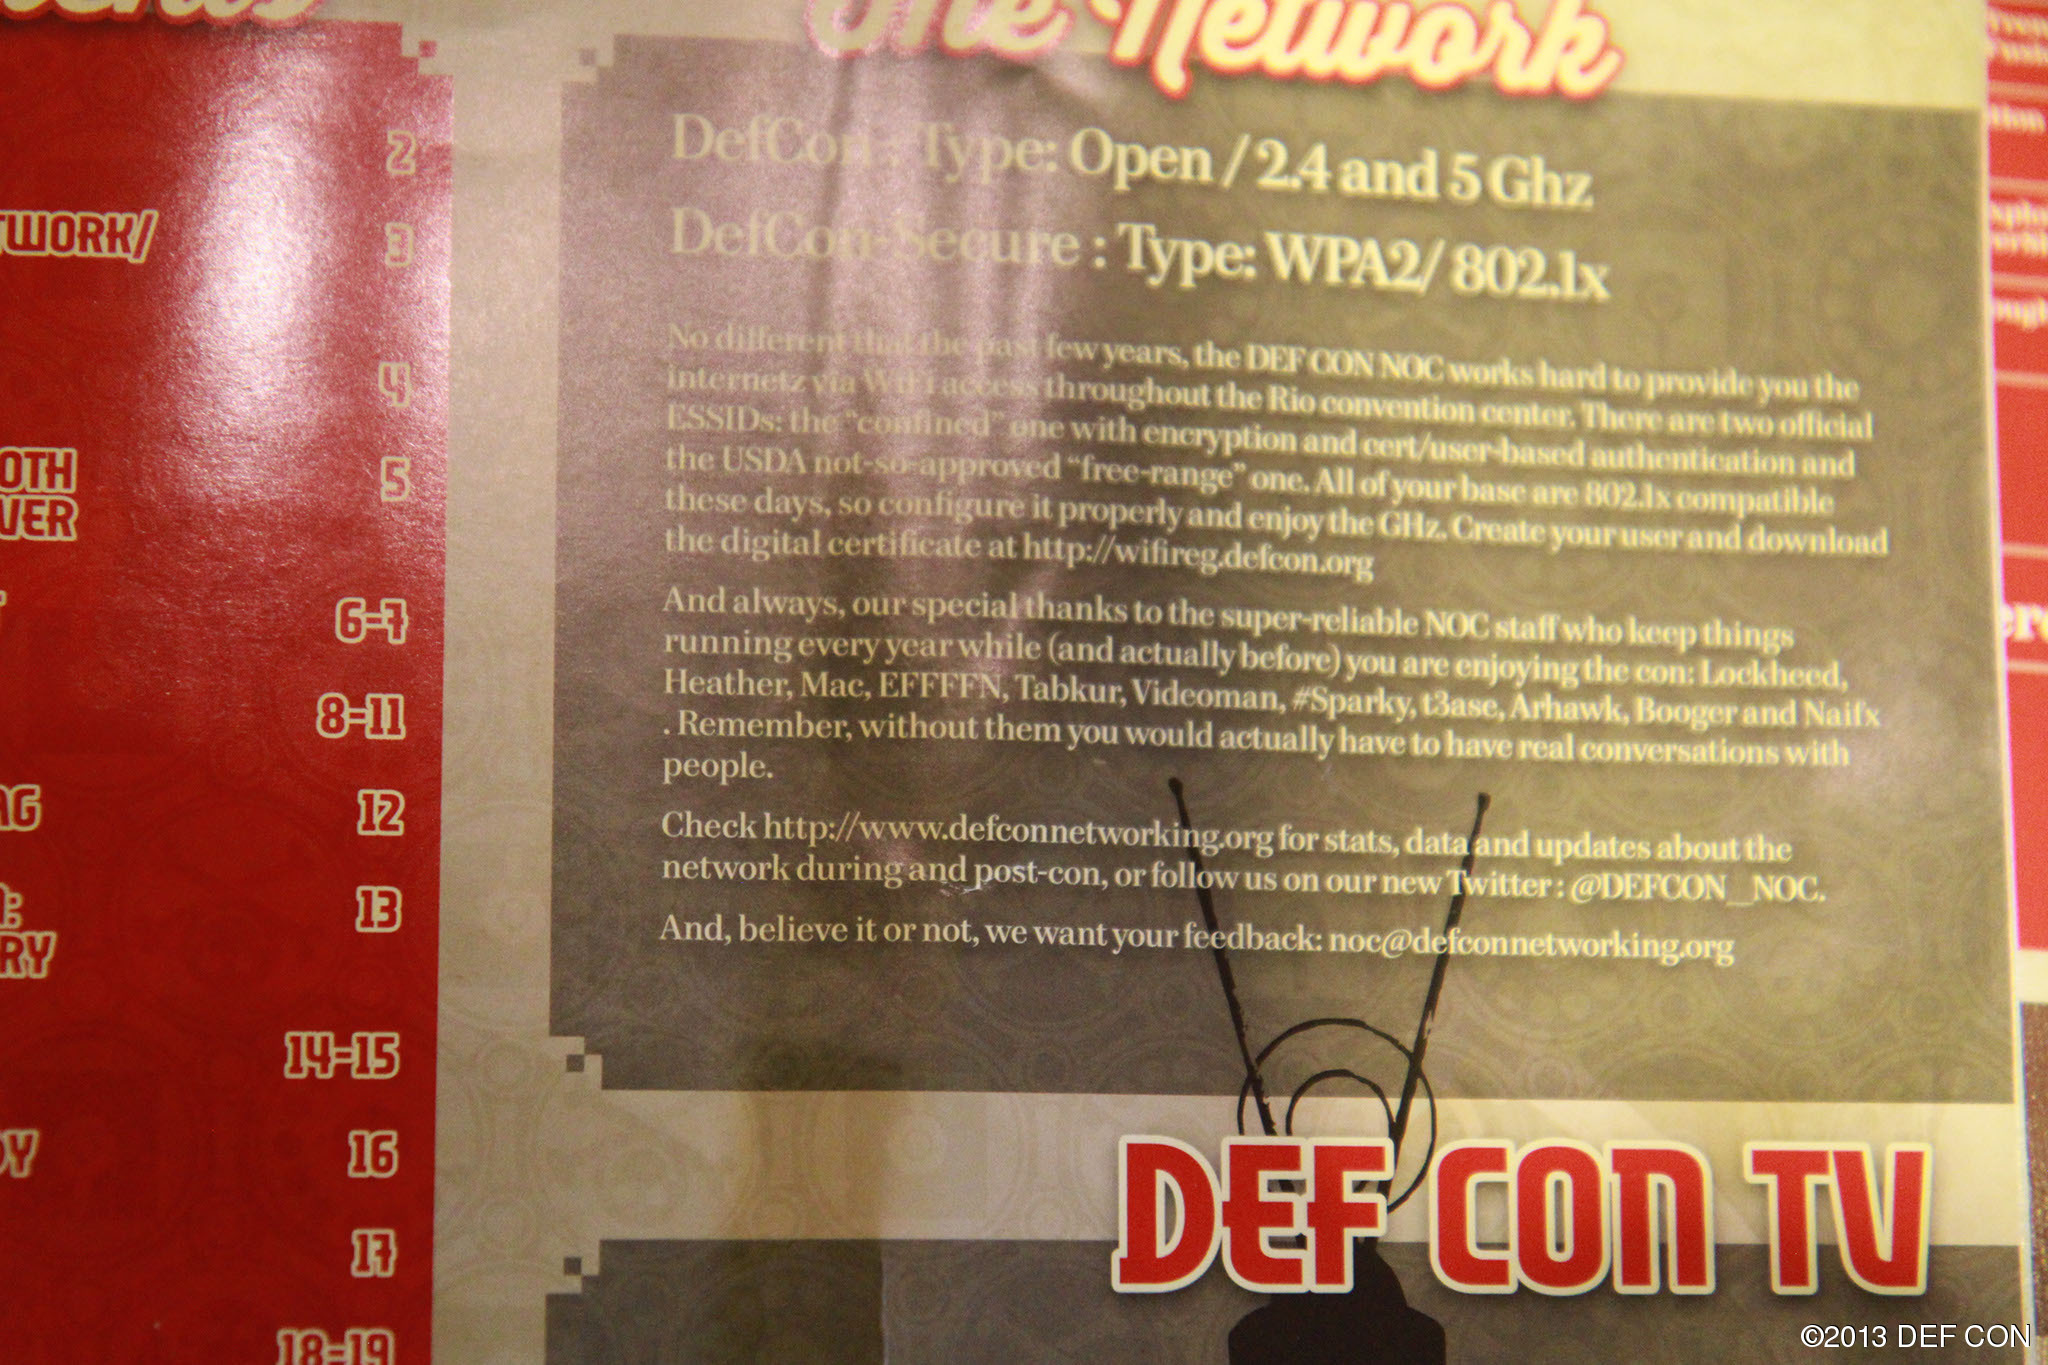 The Network
2
TWORK/ 3
4
OTH 5
VER
6-7
8-11
AG 12
13
RY
14-15
DY 16
17
18-19
DefCon : Type: Open / 2.4 and 5 Ghz
DefCon-Secure : Type: WPA2/ 802.1x
No different that the past few years, the DEF CON NOC works hard to provide you the
internetz via WiFi access throughout the Rio convention center. There are two official
ESSIDs: the “confined” one with encryption and cert/user-based authentication and
the USDA not-so-approved “free-range” one. All of your base are 802.1x compatible
these days, so configure it properly and enjoy the GHz. Create your user and download
the digital certificate at http://wifireg.defcon.org
And always, our special thanks to the super-reliable NOC staff who keep things
running every year while (and actually before) you are enjoying the con: Lockheed,
Heather, Mac, EFFFFN, Tabkur, Videoman, #Sparky, t3ase, Arhawk, Booger and Naifx
. Remember, without them you would actually have to have real conversations with
people.
Check http://www.defconnetworking.org for stats, data and updates about the
network during and post-con, or follow us on our new Twitter : @DEFCON_NOC.
And, believe it or not, we want your feedback: noc@defconnetworking.org
DEF CON TV
©2013 DEF CON